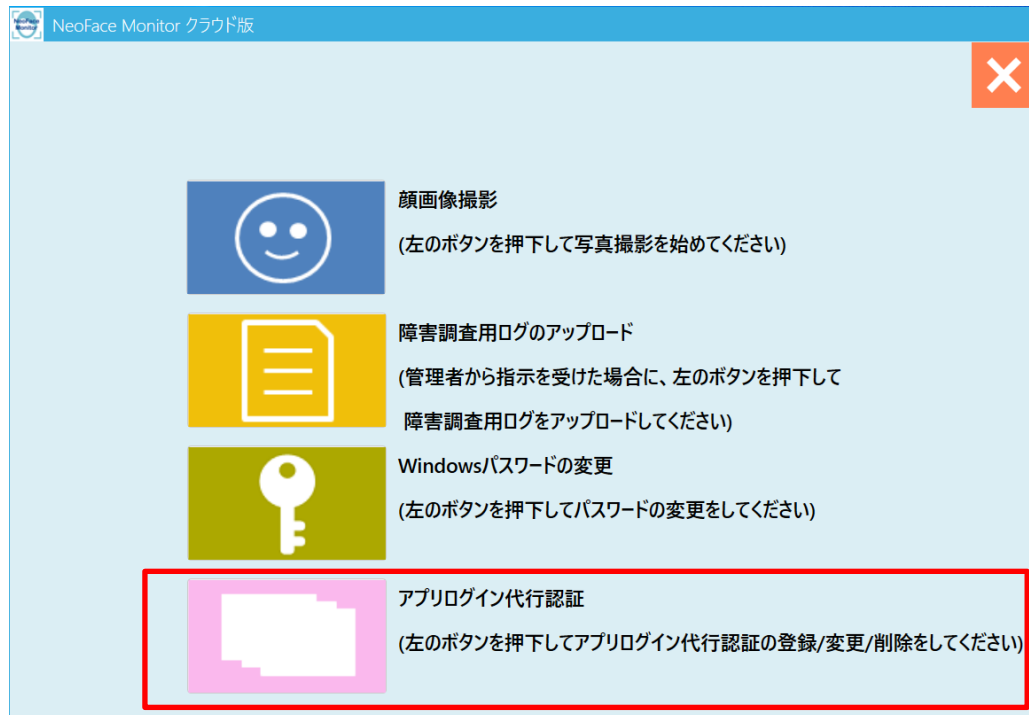 NeoFace Monitor
NeoFace Monitor クラウド版
顔画像撮影
(左のボタンを押下して写真撮影を始めてください)
障害調査用ログのアップロード
(管理者から指示を受けた場合に、左のボタンを押下して
障害調査用ログをアップロードしてください)
Windowsパスワードの変更
(左のボタンを押下してパスワードの変更をしてください)
アプリログイン代行認証
(左のボタンを押下してアプリログイン代行認証の登録/変更/削除をしてください)